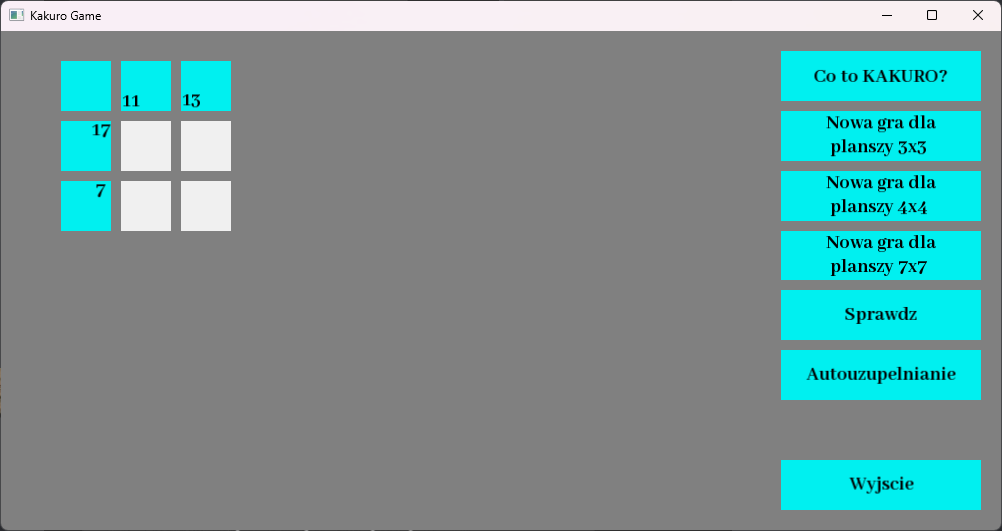 Kakuro Game
11 13
17
7
Co to KAKURO?
Nowa gra dla
planszy 3x3
Nowa gra dla
planszy 4x4
Nowa gra dla
planszy 7x7
Sprawdz
Autouzupelnianie
Wyjscie